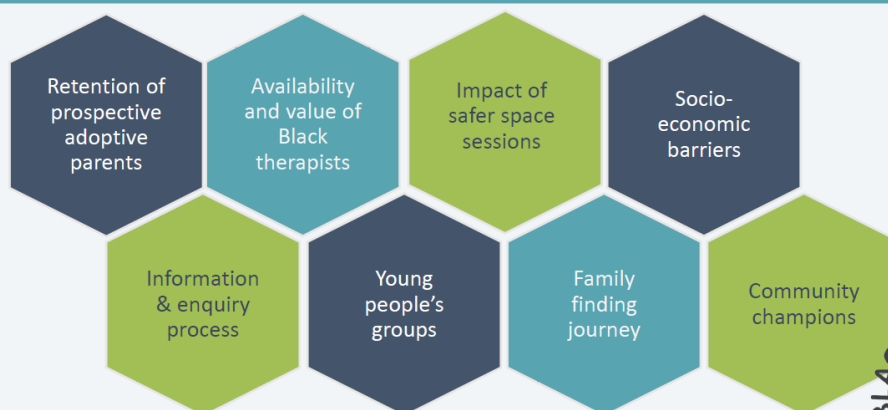 Retention of
prospective
adoptive
parents
Availability
and value of
Black
therapists
Impact of
safer space
sessions
Socio-
economic
barriers
Information
& enquiry
process
Young
people's
groups
Family
finding
journey
Community
champions